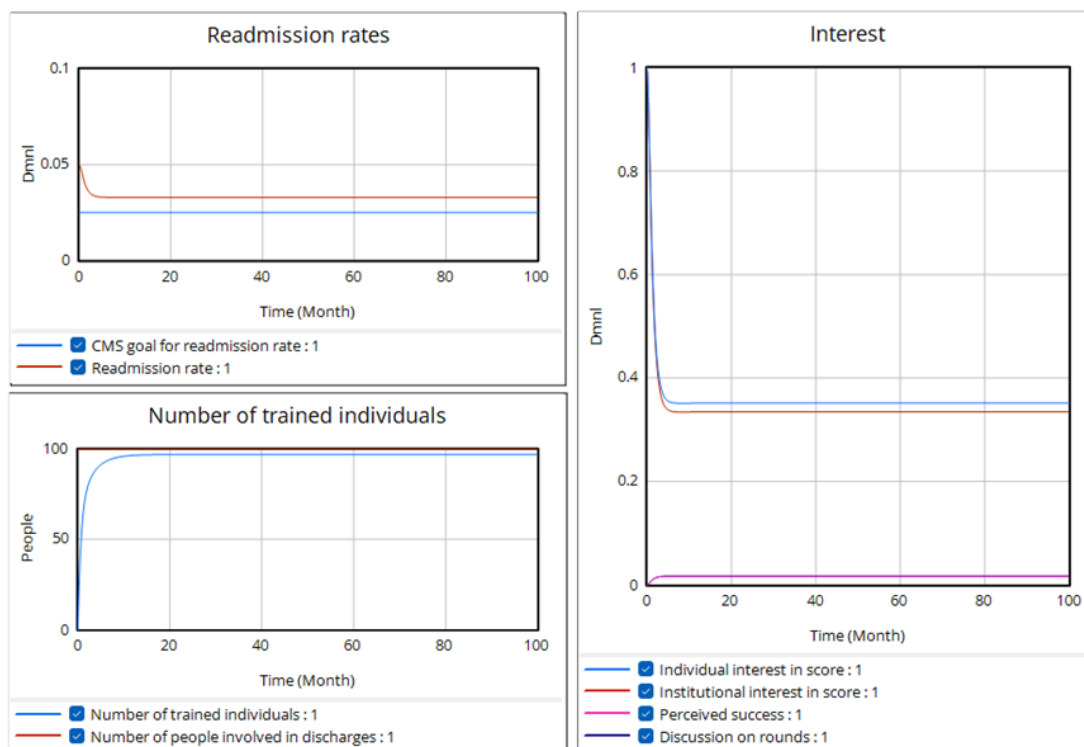 Readmission rates
0.1
0.05
0
Dmnl
0 20 40 60 80 100
Time (Month)
CMS goal for readmission rate : 1
Readmission rate : 1
Number of trained individuals
100
50
0
People
0 20 40 60 80 100
Time (Month)
Number of trained individuals : 1
Number of people involved in discharges : 1
Interest
1
0.8
0.6
0.4
0.2
0
Dmnl
0 20 40 60 80 100
Time (Month)
Individual interest in score : 1
Institutional interest in score : 1
Perceived success : 1
Discussion on rounds : 1